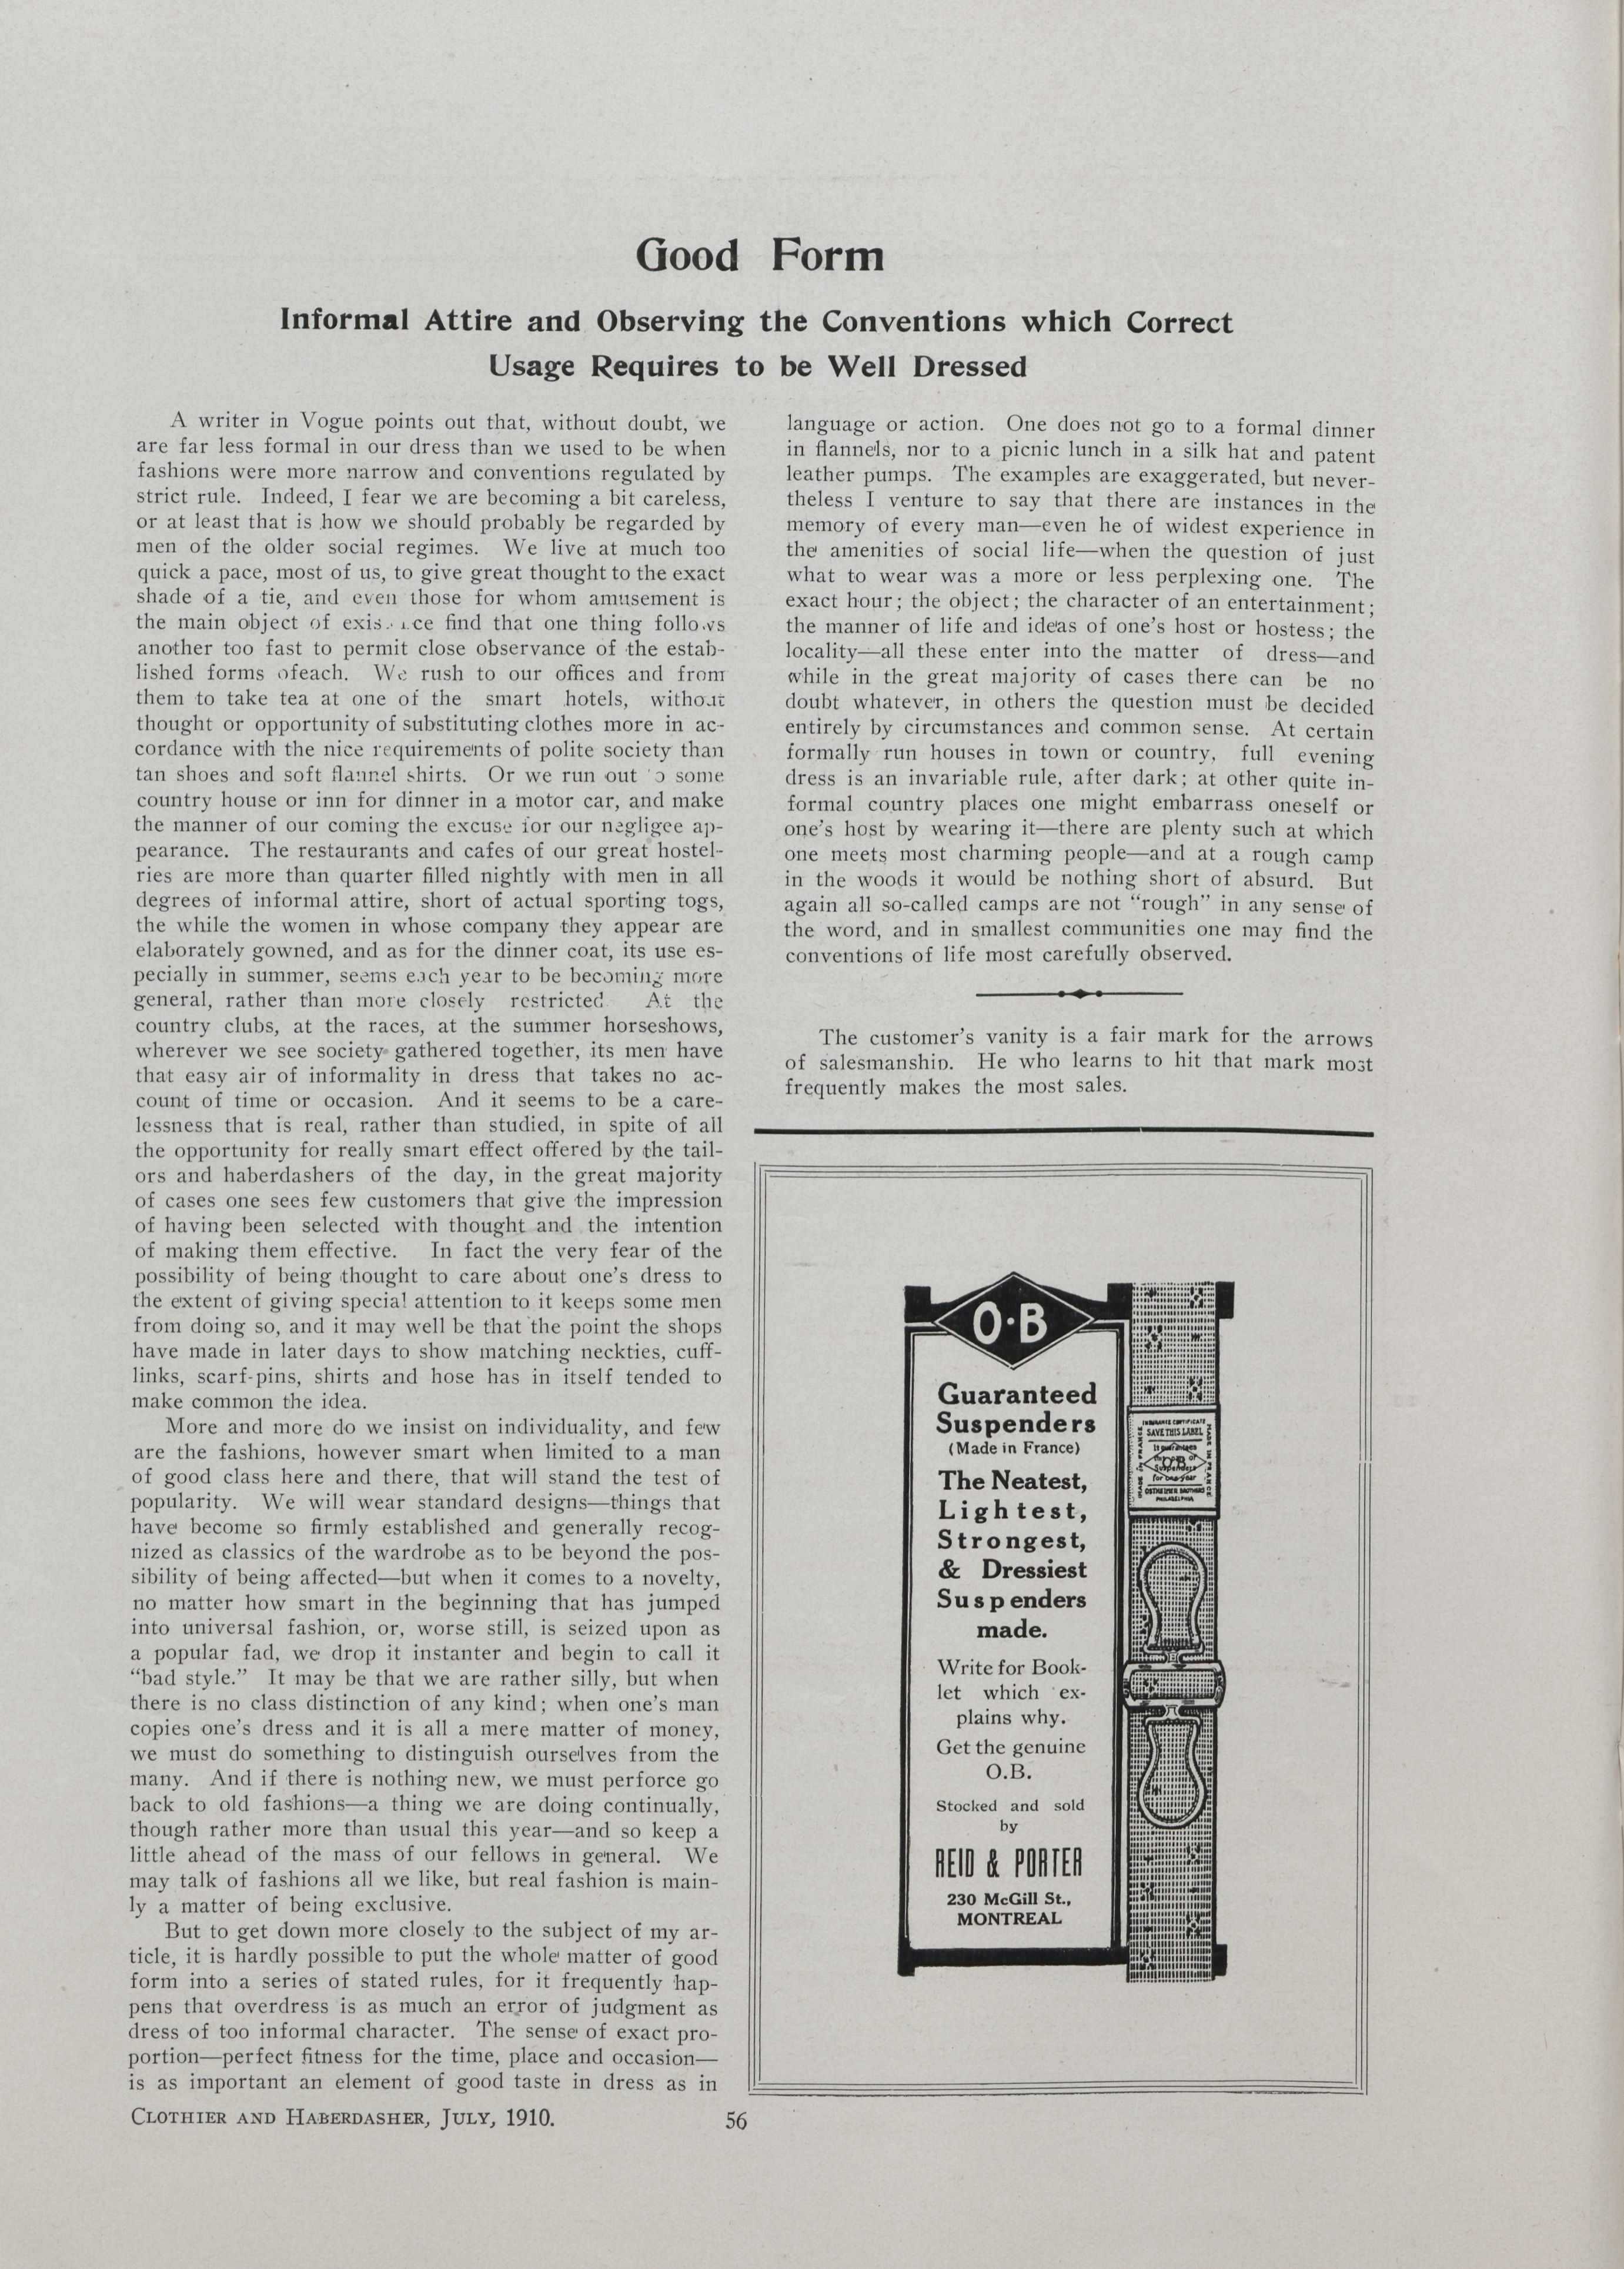 Good Form
Informal Attire and Observing the Conventions which Correct
Usage Requires to be Well Dressed
A writer in Vogue points out that, without doubt, we
are far less formal in our dress than we used to be when
fashions were more narrow and conventions regulated by
strict rule. Indeed, I fear we are becoming a bit careless,
or at least that is how we should probably be regarded by
men of the older social regimes. We live at much too
quick a pace, most of us, to give great thought to the exact
shade of a tie, and even those for whom amusement is
the main object of find that one thing follows
another too fast to permit close observance of the estab-
lished forms ofeach. We rush to our offices and from
them to take tea at one of the smart hotels, without
thought or opportunity of substituting clothes more in ac-
cordance with the nice requirements of polite society than
tan shoes and soft flannel shirts. Or we run out some
country house or inn for dinner in a motor car, and make
the manner of our coming the excuse for our negligee ap-
pearance. The restaurants and cafes of our great hostel-
ries are more than quarter filled nightly with men in all
degrees of informal attire, short of actual sporting togs,
the while the women in whose company they appear are
elaborately gowned, and as for the dinner coat, its use es-
pecially in summer, seems each year to be becoming more
general, rather than more closely restricted At the
country clubs, at the races, at the summer horseshows,
wherever we see society gathered together, its men have
that easy air of informality in dress that takes no ac-
count of time or occasion. And it seems to be a care-
lessness that is real, rather than studied, in spite of all
the opportunity for really smart effect offered by the tail-
ors and haberdashers of the day, in the great majority
of cases one sees few customers that give the impression
of having been selected with thought and the intention
of making them effective. In fact the very fear of the
possibility of being thought to care about one's dress to
the extent of giving special attention to it keeps some men
from doing so, and it may well be that the point the shops
have made in later days to show matching neckties, cuff-
links, scarf-pins, shirts and hose has in itself tended to
make common the idea.
More and more do we insist on individuality, and few
are the fashions, however smart when limited to a man
of good class here and there, that will stand the test of
popularity. We will wear standard designs—things that
have become so firmly established and generally recog-
nized as classics of the wardrobe as to be beyond the pos-
sibility of being affected—but when it comes to a novelty,
no matter how smart in the beginning that has jumped
into universal fashion, or, worse still, is seized upon as
a popular fad, we drop it instanter and begin to call it
"bad style." It may be that we are rather silly, but when
there is no class distinction of any kind; when one's man
copies one's dress and it is all a mere matter of money,
we must do something to distinguish ourselves from the
many. And if there is nothing new, we must perforce go
back to old fashions—a thing we are doing continually,
though rather more than usual this year—and so keep a
little ahead of the mass of our fellows in general. We
may talk of fashions all we like, but real fashion is main-
ly a matter of being exclusive.
But to get down more closely to the subject of my ar-
ticle, it is hardly possible to put the whole matter of good
form into a series of stated rules, for it frequently hap-
pens that overdress is as much an error of judgment as
dress of too informal character. The sense of exact pro-
portion—perfect fitness for the time, place and occasion—
is as important an element of good taste in dress as in
language or action. One does not go to a formal dinner
in flannels, nor to a picnic lunch in a silk hat and patent
leather pumps. The examples are exaggerated, but never-
theless I venture to say that there are instances in the
memory of every man—even he of widest experience in
the amenities of social life—when the question of just
what to wear was a more or less perplexing one. The
exact hour; the object; the character of an entertainment;
the manner of life and ideas of one's host or hostess; the
locality—all these enter into the matter of dress—and
while in the great majority of cases there can be no
doubt whatever, in others the question must be decided
entirely by circumstances and common sense. At certain
formally run houses in town or country, full evening
dress is an invariable rule, after dark; at other quite in-
formal country places one might embarrass oneself or
one's host by wearing it—there are plenty such at which
one meets most charming people—and at a rough camp
in the woods it would be nothing short of absurd. But
again all so-called camps are not "rough" in any sense of
the word, and in smallest communities one may find the
conventions of life most carefully observed.
The customer's vanity is a fair mark for the arrows
of salesmanship. He who learns to hit that mark most
frequently makes the most sales.
O·B
Guaranteed
Suspenders
(Made in France)
The Neatest,
Lightest,
Strongest,
& Dressiest
Suspenders
made.
Write for Book-
let which ex-
plains why.
Get the genuine
O.B.
Stocked and sold
by
REID & PORTER
230 McGill St.,
MONTREAL
INSURANCE CERTIFICATE
SAVE THIS LABEL
It guarantees
this pair of
Suspenders
for one year
OSTHEIMER BROTHERS
PHILADELPHIA
MADE IN FRANCE
MADE IN FRANCE
CLOTHIER AND HABERDASHER, JULY, 1910.
56